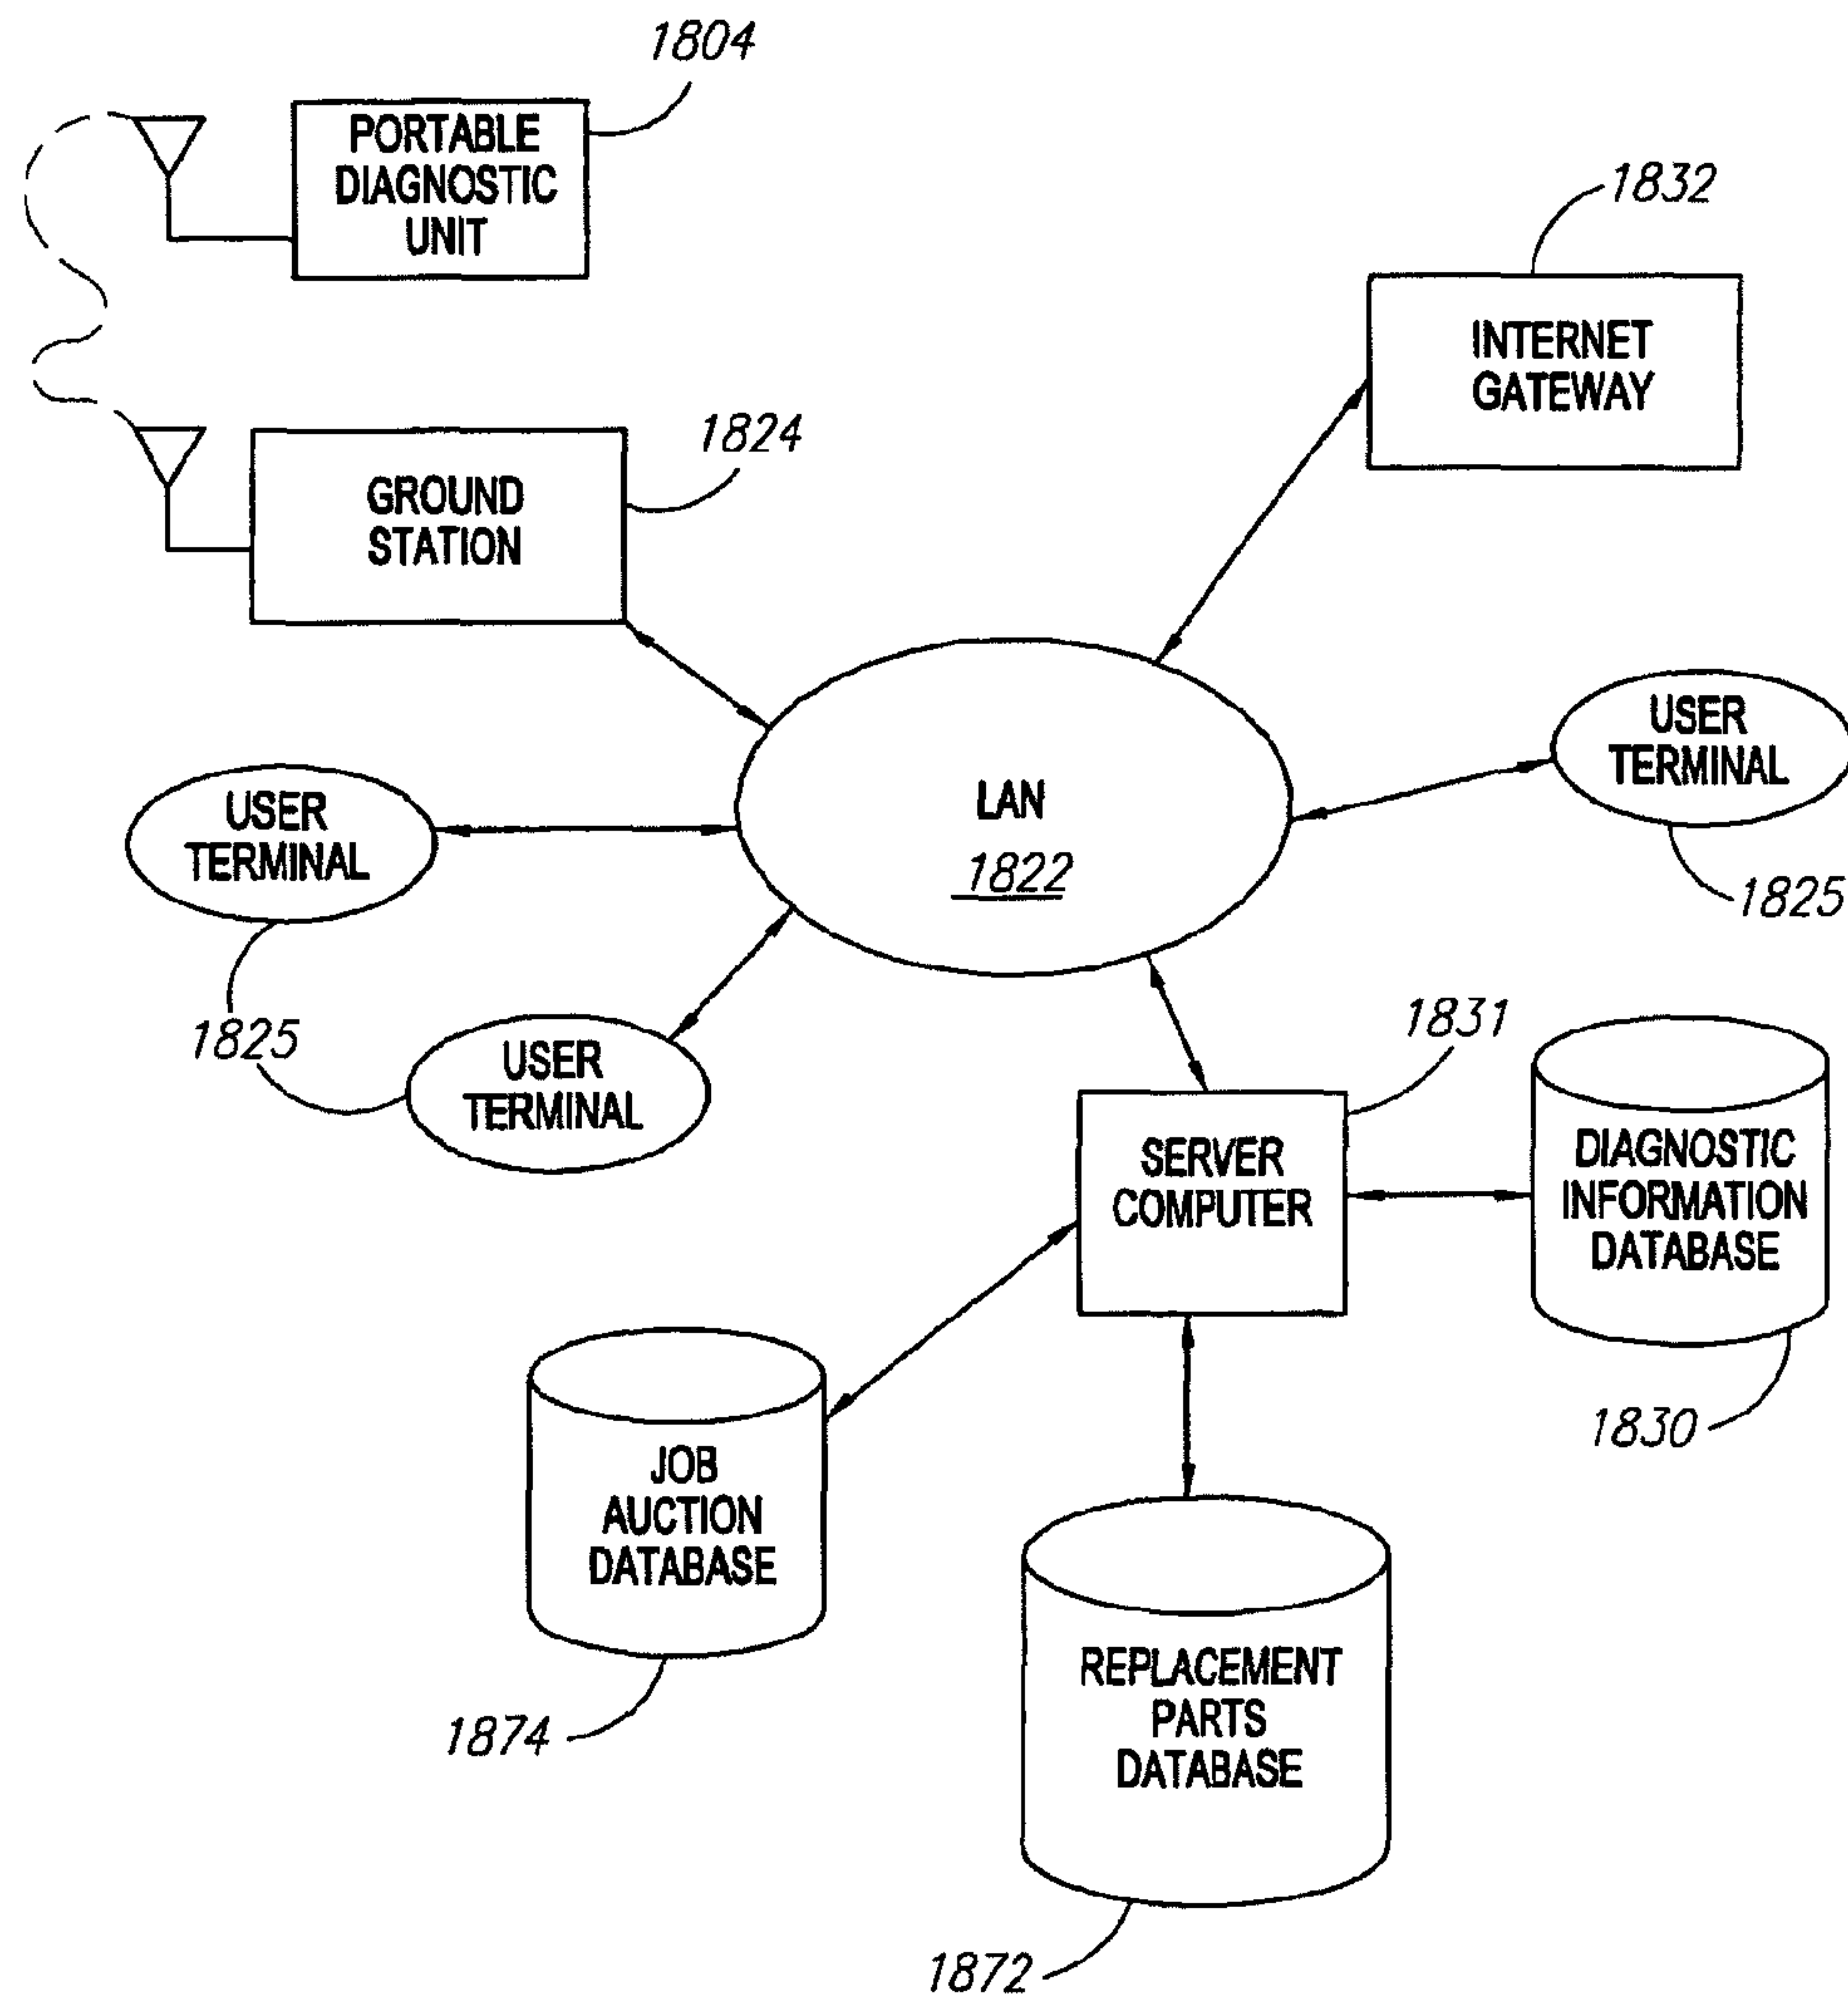 1804
PORTABLE
DIAGNOSTIC
UNIT
1832
INTERNET
GATEWAY
1824
GROUND
STATION
USER
TERMINAL
1825
LAN
1822
USER
TERMINAL
1825
USER
TERMINAL
1831
SERVER
COMPUTER
DIAGNOSTIC
INFORMATION
DATABASE
1830
JOB
AUCTION
DATABASE
1874
REPLACEMENT
PARTS
DATABASE
1872